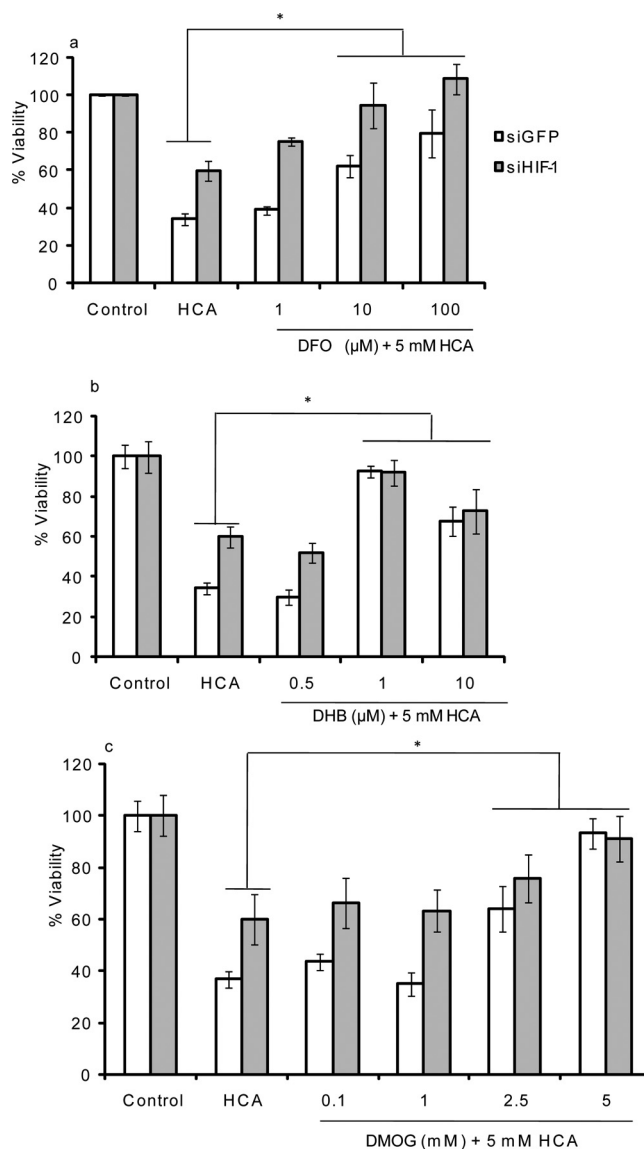 a
*
120
100
80
60
40
20
0
% Viability
siGFP
siHIF-1
Control HCA 1 10 100
DFO (µM) + 5 mM HCA
b
*
120
100
80
60
40
20
0
% Viability
Control HCA 0.5 1 10
DHB (µM) + 5 mM HCA
c
*
120
100
80
60
40
20
0
% Viability
Control HCA 0.1 1 2.5 5
DMOG (mM) + 5 mM HCA